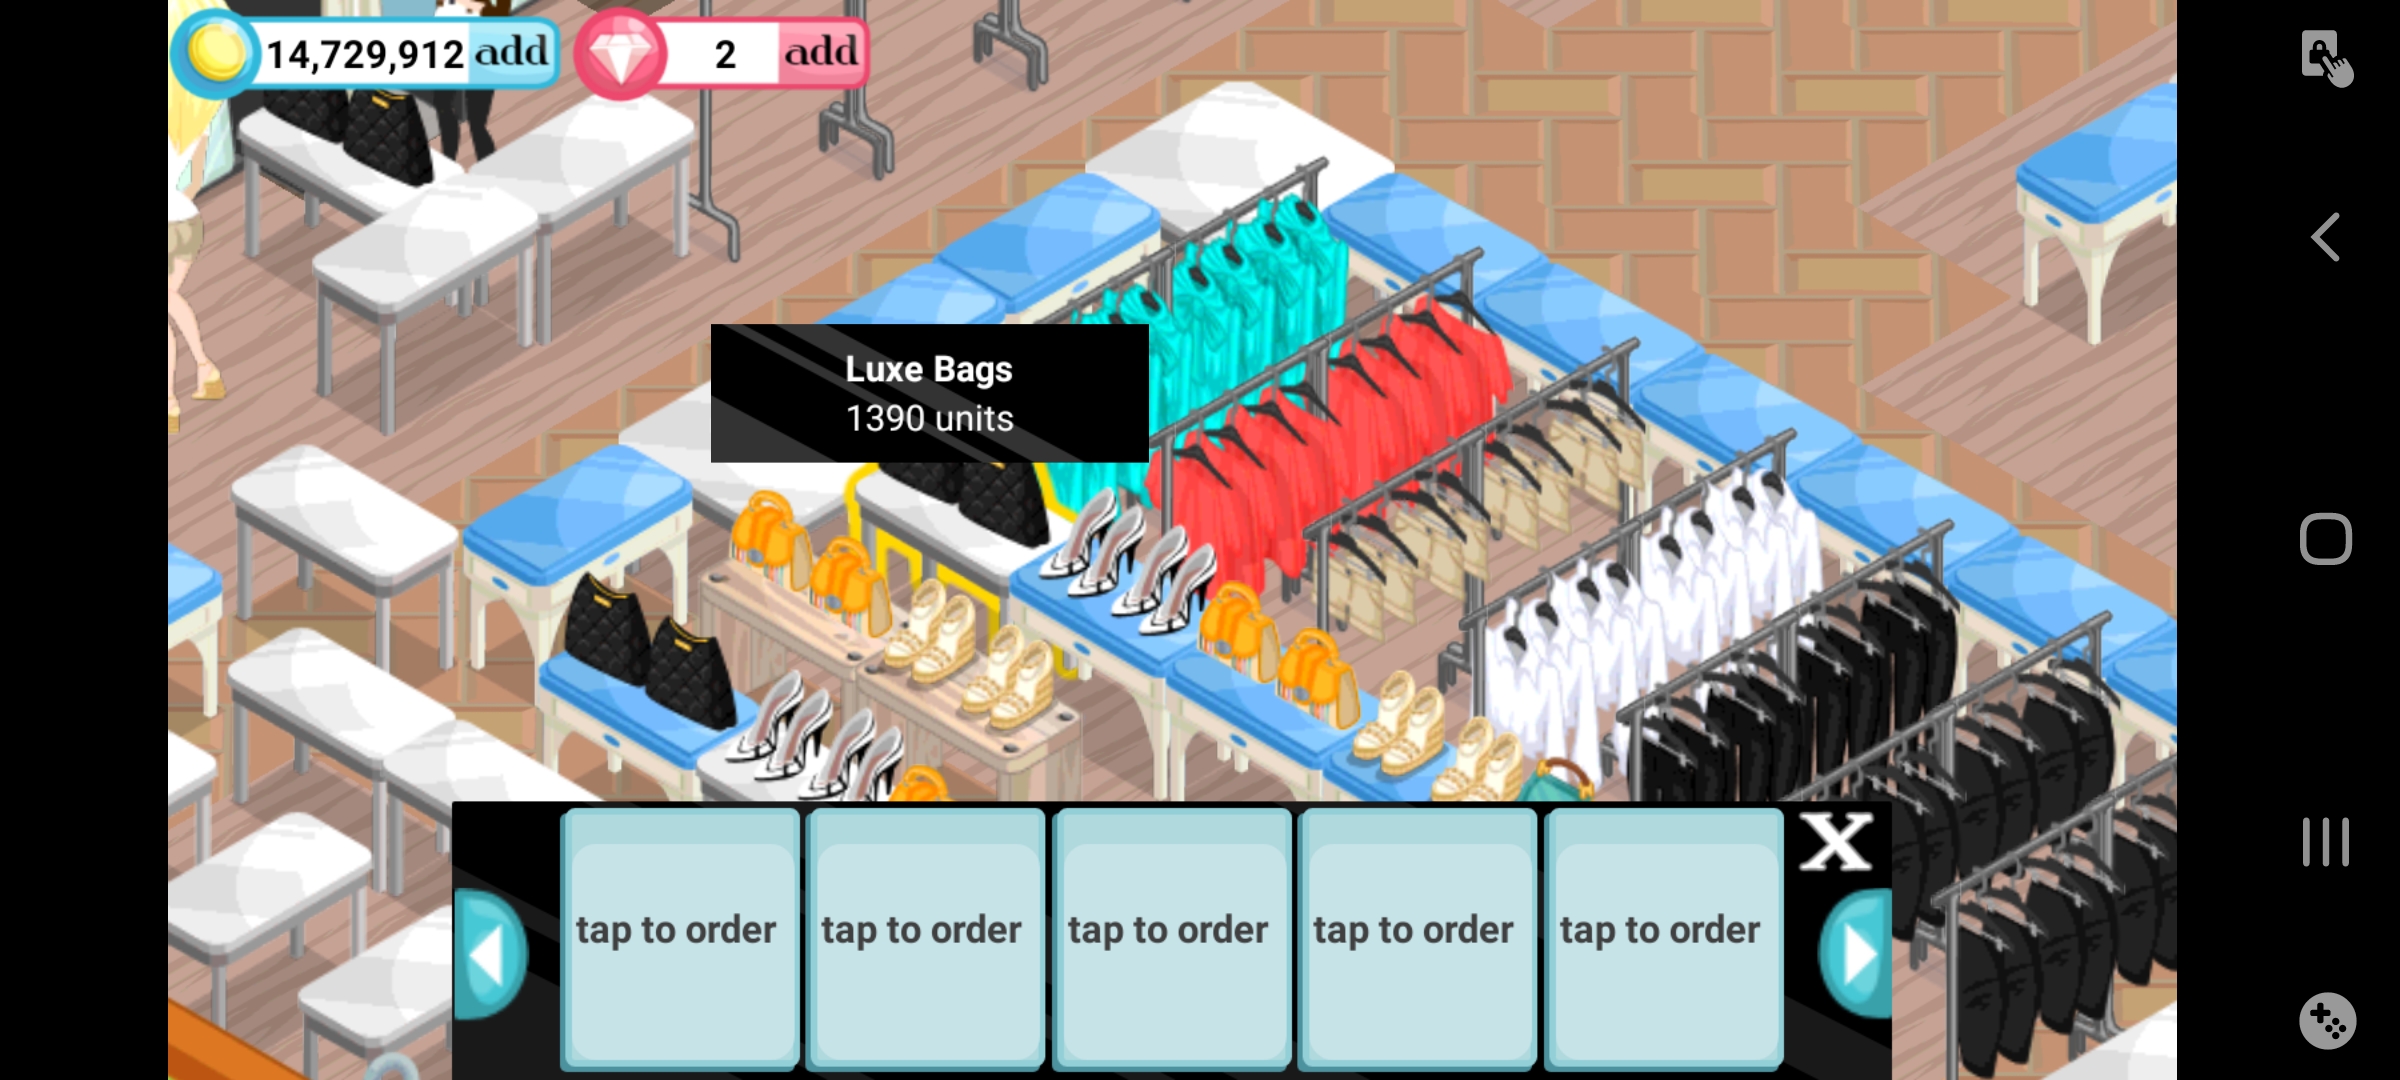 14,729,912 add
2 add
Luxe Bags
1390 units
X
tap to order
tap to order
tap to order
tap to order
tap to order